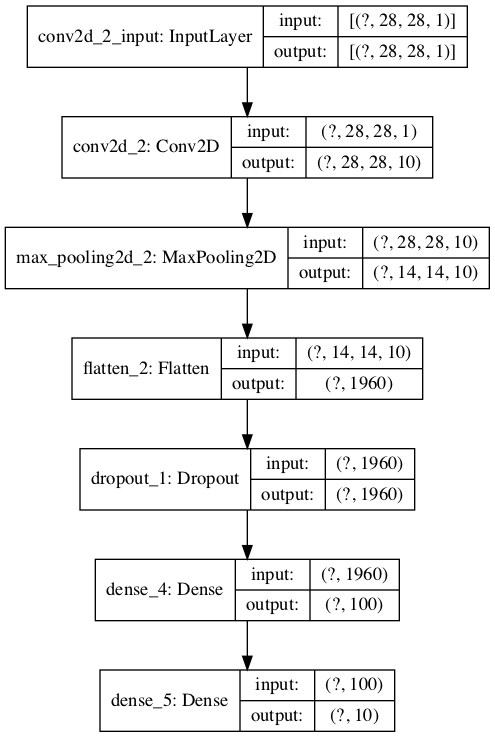 conv2d_2_input: InputLayer
input: [(?, 28, 28, 1)]
output: [(?, 28, 28, 1)]
conv2d_2: Conv2D
input: (?, 28, 28, 1)
output: (?, 28, 28, 10)
max_pooling2d_2: MaxPooling2D
input: (?, 28, 28, 10)
output: (?, 14, 14, 10)
flatten_2: Flatten
input: (?, 14, 14, 10)
output: (?, 1960)
dropout_1: Dropout
input: (?, 1960)
output: (?, 1960)
dense_4: Dense
input: (?, 1960)
output: (?, 100)
dense_5: Dense
input: (?, 100)
output: (?, 10)